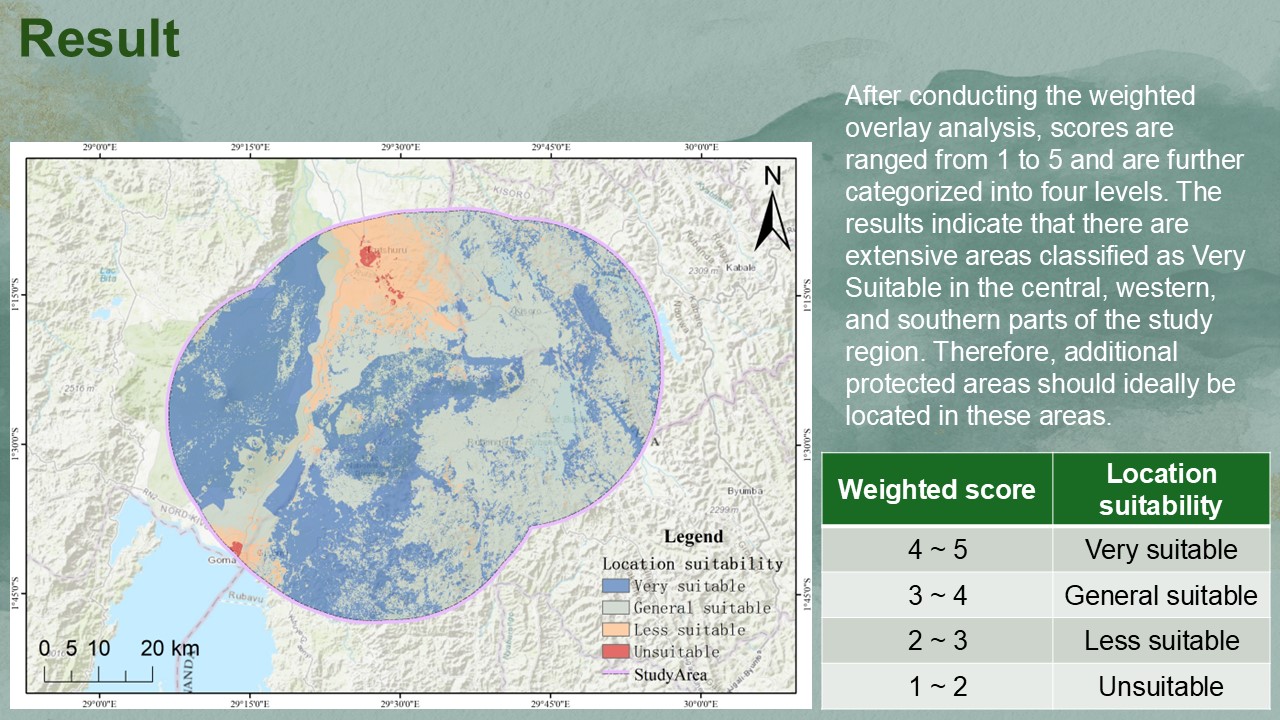 Result
After conducting the weighted
overlay analysis, scores are
ranged from 1 to 5 and are further
categorized into four levels. The
results indicate that there are
extensive areas classified as Very
Suitable in the central, western,
and southern parts of the study
region. Therefore, additional
protected areas should ideally be
located in these areas.
29°0'0"E 29°15'0"E 29°30'0"E 29°45'0"E 30°0'0"E
N
KISORO
2309 m
Kabale
1°15'0"S 1°15'0"S
2516 m
1°30'0"S 1°30'0"S
A
Byumba
2299 m
RN2
NORD-KIV
Goma
Rubavu
1°45'0"S 1°45'0"S
Legend
Location suitability
Very suitable
General suitable
Less suitable
Unsuitable
StudyArea
0 5 10 20 km
29°0'0"E 29°15'0"E 29°30'0"E 29°45'0"E 30°0'0"E
Weighted score Location suitability
4 ~ 5 Very suitable
3 ~ 4 General suitable
2 ~ 3 Less suitable
1 ~ 2 Unsuitable